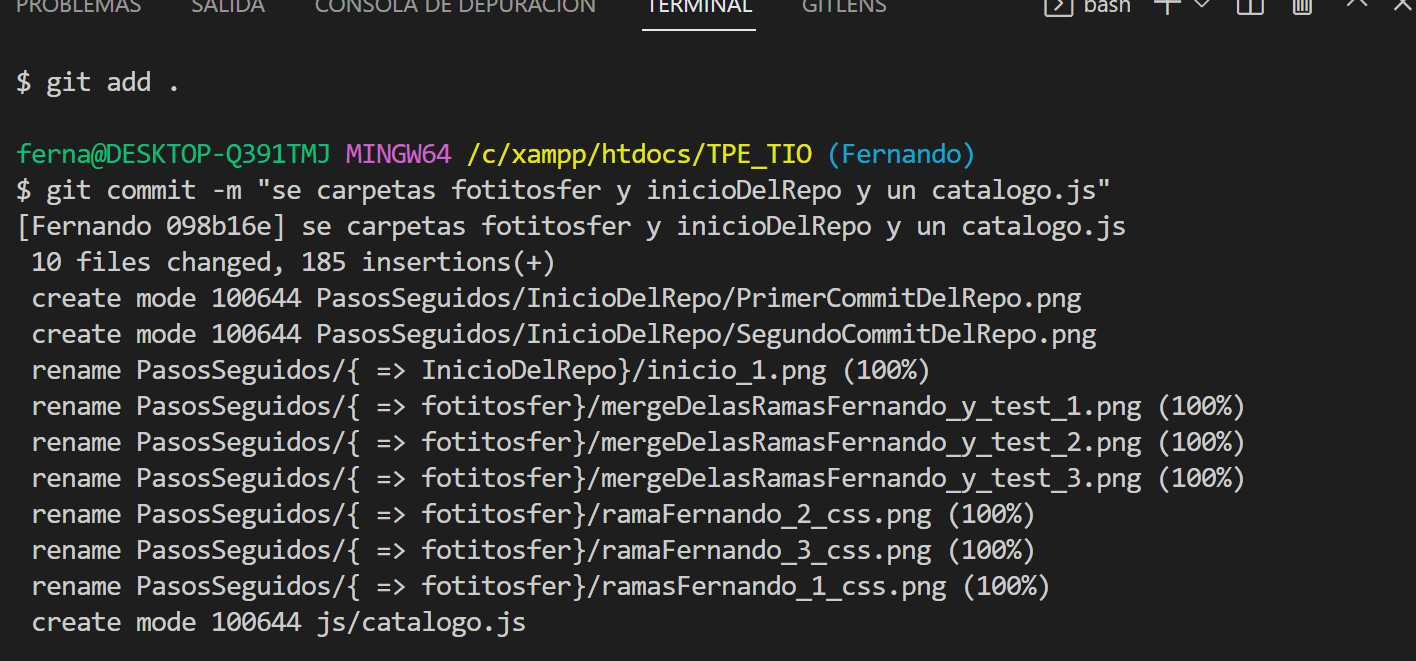 PROBLEMAS SALIDA CONSOLA DE DEPURACIÓN TERMINAL GITLENS bash
$ git add .
ferna@DESKTOP-Q391TMJ MINGW64 /c/xampp/htdocs/TPE_TIO (Fernando)
$ git commit -m "se carpetas fotitosfer y inicioDelRepo y un catalogo.js"
[Fernando 098b16e] se carpetas fotitosfer y inicioDelRepo y un catalogo.js
 10 files changed, 185 insertions(+)
 create mode 100644 PasosSeguidos/InicioDelRepo/PrimerCommitDelRepo.png
 create mode 100644 PasosSeguidos/InicioDelRepo/SegundoCommitDelRepo.png
 rename PasosSeguidos/{ => InicioDelRepo}/inicio_1.png (100%)
 rename PasosSeguidos/{ => fotitosfer}/mergeDelasRamasFernando_y_test_1.png (100%)
 rename PasosSeguidos/{ => fotitosfer}/mergeDelasRamasFernando_y_test_2.png (100%)
 rename PasosSeguidos/{ => fotitosfer}/mergeDelasRamasFernando_y_test_3.png (100%)
 rename PasosSeguidos/{ => fotitosfer}/ramaFernando_2_css.png (100%)
 rename PasosSeguidos/{ => fotitosfer}/ramaFernando_3_css.png (100%)
 rename PasosSeguidos/{ => fotitosfer}/ramasFernando_1_css.png (100%)
 create mode 100644 js/catalogo.js